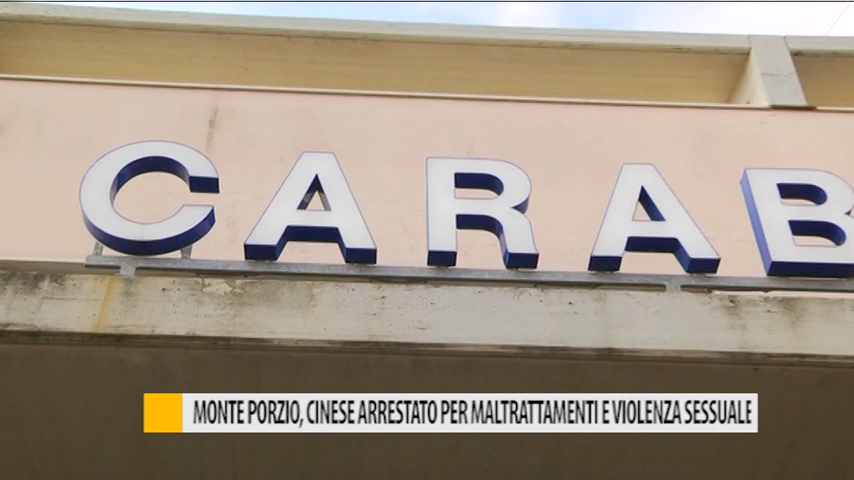 CARAB
MONTE PORZIO, CINESE ARRESTATO PER MALTRATTAMENTI E VIOLENZA SESSUALE